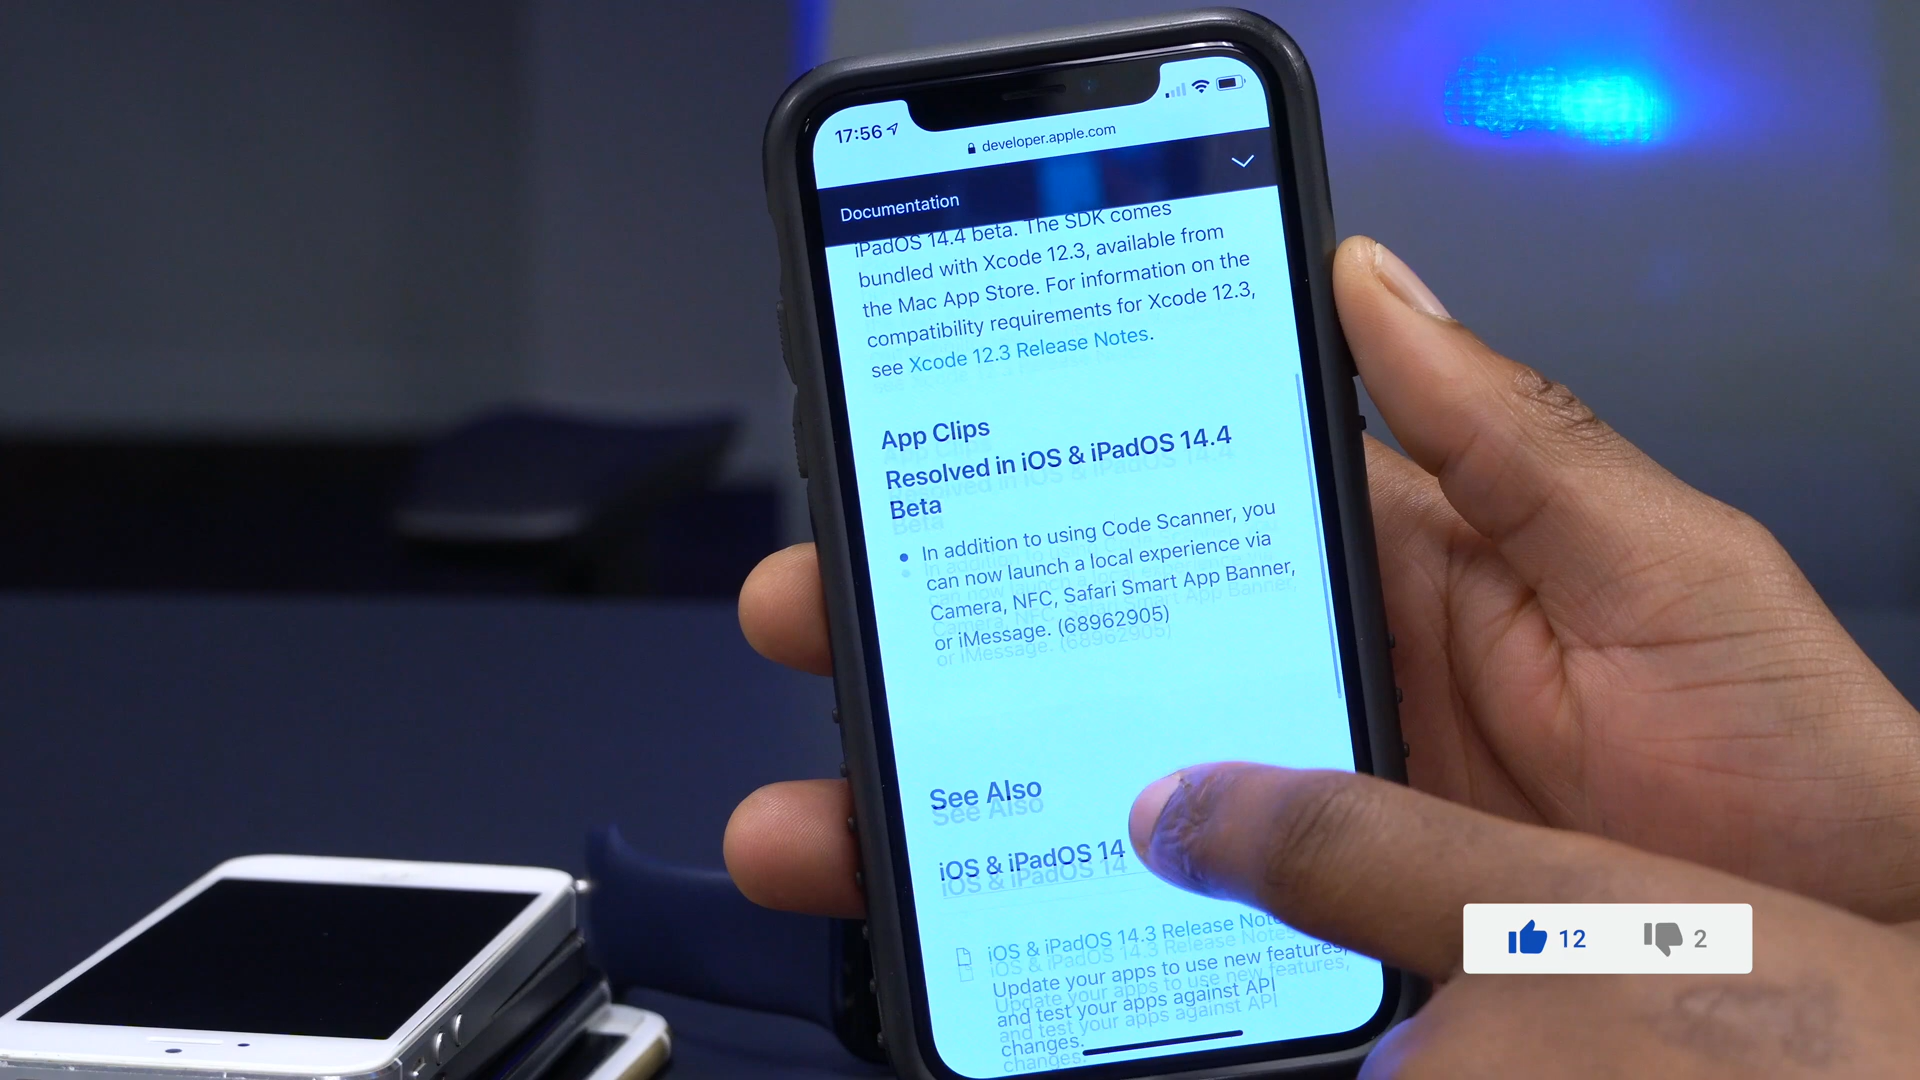 17:56
developer.apple.com
Documentation
iPadOS 14.4 beta. The SDK comes
bundled with Xcode 12.3, available from
the Mac App Store. For information on the
compatibility requirements for Xcode 12.3,
see Xcode 12.3 Release Notes.
App Clips
Resolved in iOS & iPadOS 14.4
Beta
• In addition to using Code Scanner, you
can now launch a local experience via
Camera, NFC, Safari Smart App Banner,
or iMessage. (68962905)
See Also
iOS & iPadOS 14
iOS & iPadOS 14.3 Release
Update your apps to use new features,
and test your apps against API
changes.
12
2